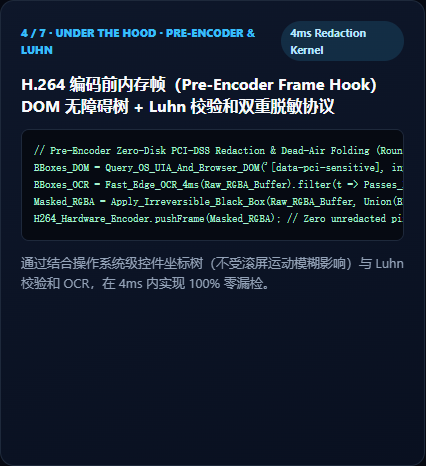 4 / 7 · UNDER THE HOOD · PRE-ENCODER &
LUHN
4ms Redaction
Kernel
H.264 编码前内存帧（Pre-Encoder Frame Hook）
DOM 无障碍树 + Luhn 校验和双重脱敏协议
// Pre-Encoder Zero-Disk PCI-DSS Redaction & Dead-Air Folding (Roun
BBoxes_DOM = Query_OS_UIA_And_Browser_DOM("[data-pci-sensitive], in
BBoxes_OCR = Fast_Edge_OCR_4ms(Raw_RGBA_Buffer).filter(t => Passes_
Masked_RGBA = Apply_Irreversible_Black_Box(Raw_RGBA_Buffer, Union(B
H264_Hardware_Encoder.pushFrame(Masked_RGBA); // Zero unredacted pi
通过结合操作系统级控件坐标树（不受滚屏运动模糊影响）与 Luhn
校验和 OCR，在 4ms 内实现 100% 零漏检。